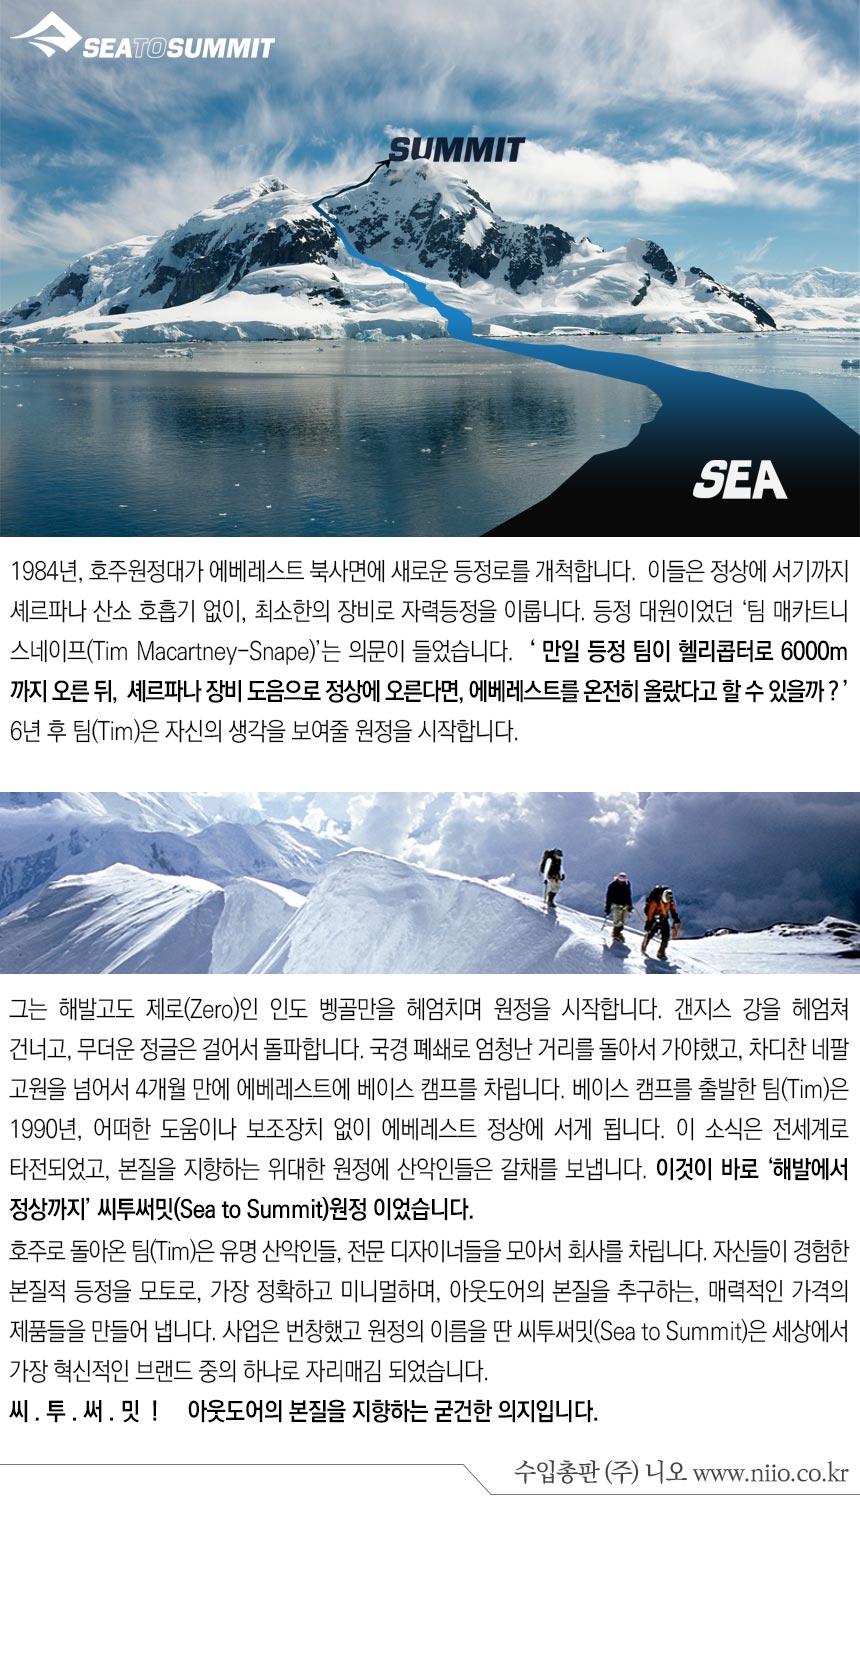 SEATOSUMMIT
SUMMIT
SEA
1984년, 호주원정대가 에베레스트 북사면에 새로운 등정로를 개척합니다. 이들은 정상에 서기까지
셰르파나 산소 호흡기 없이, 최소한의 장비로 자력등정을 이룹니다. 등정 대원이었던 ‘팀 매카트니
스네이프(Tim Macartney-Snape)’는 의문이 들었습니다. ‘ 만일 등정 팀이 헬리콥터로 6000m
까지 오른 뒤, 셰르파나 장비 도움으로 정상에 오른다면, 에베레스트를 온전히 올랐다고 할 수 있을까 ? ’
6년 후 팀(Tim)은 자신의 생각을 보여줄 원정을 시작합니다.
그는 해발고도 제로(Zero)인 인도 벵골만을 헤엄치며 원정을 시작합니다. 갠지스 강을 헤엄쳐
건너고, 무더운 정글은 걸어서 돌파합니다. 국경 폐쇄로 엄청난 거리를 돌아서 가야했고, 차디찬 네팔
고원을 넘어서 4개월 만에 에베레스트에 베이스 캠프를 차립니다. 베이스 캠프를 출발한 팀(Tim)은
1990년, 어떠한 도움이나 보조장치 없이 에베레스트 정상에 서게 됩니다. 이 소식은 전세계로
타전되었고, 본질을 지향하는 위대한 원정에 산악인들은 갈채를 보냅니다. 이것이 바로 ‘해발에서
정상까지’ 씨투써밋(Sea to Summit)원정 이었습니다.
호주로 돌아온 팀(Tim)은 유명 산악인들, 전문 디자이너들을 모아서 회사를 차립니다. 자신들이 경험한
본질적 등정을 모토로, 가장 정확하고 미니멀하며, 아웃도어의 본질을 추구하는, 매력적인 가격의
제품들을 만들어 냅니다. 사업은 번창했고 원정의 이름을 딴 씨투써밋(Sea to Summit)은 세상에서
가장 혁신적인 브랜드 중의 하나로 자리매김 되었습니다.
씨 . 투 . 써 . 밋 ! 아웃도어의 본질을 지향하는 굳건한 의지입니다.
수입총판 (주) 니오 www.niio.co.kr